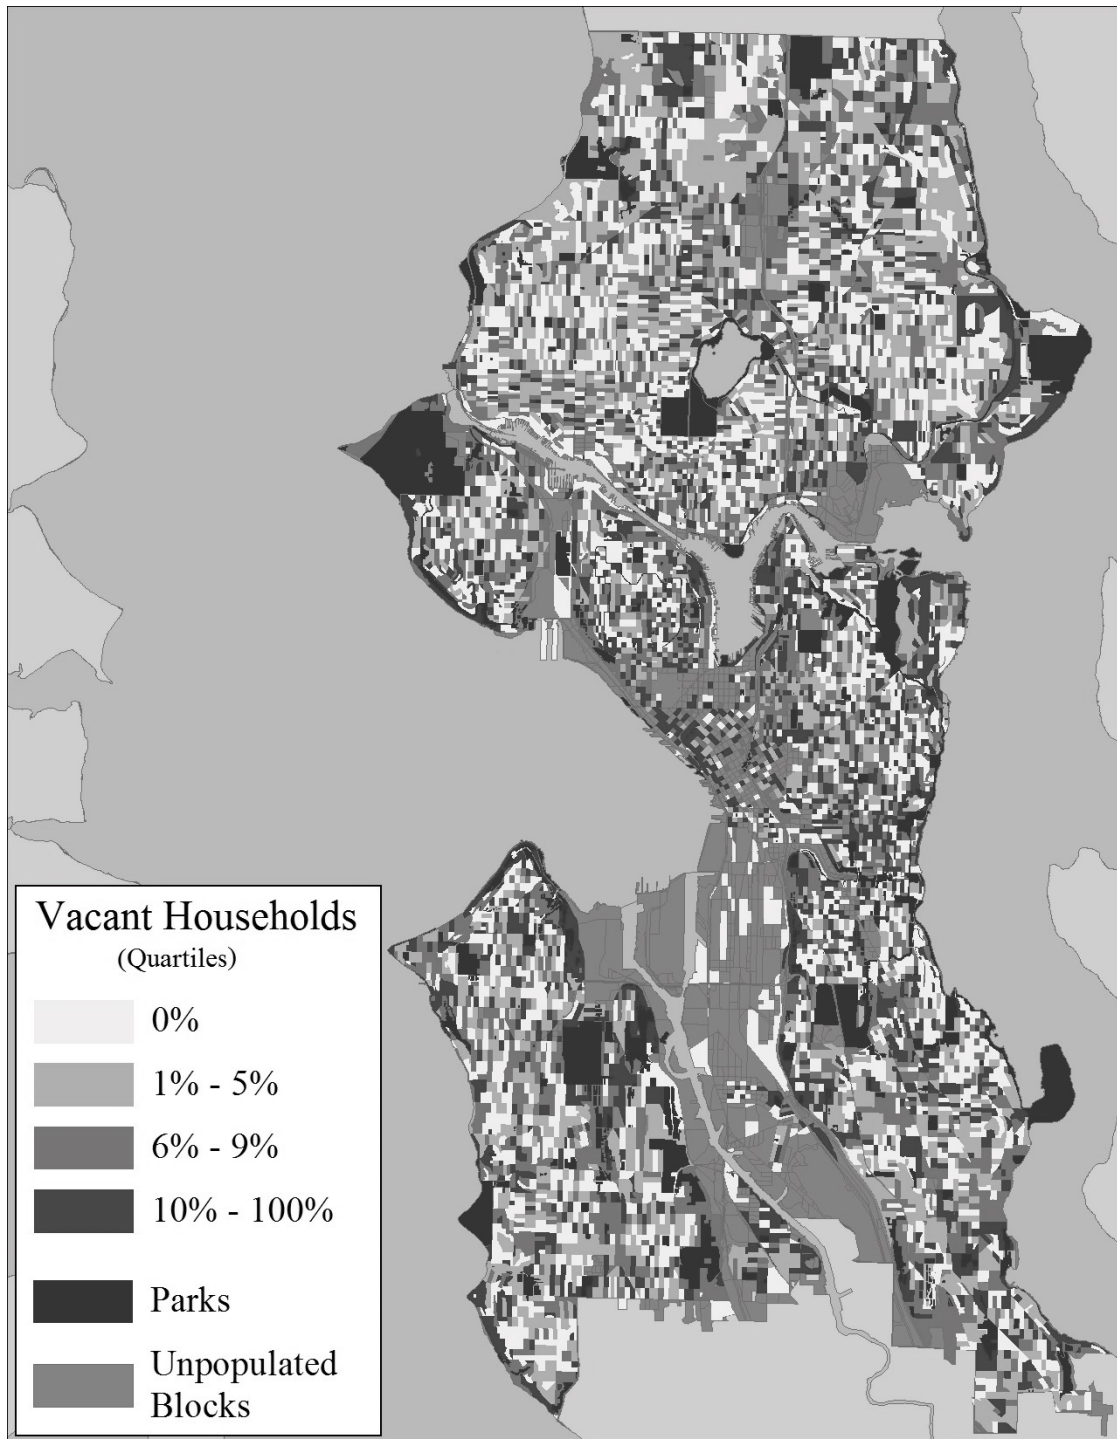 Vacant Households
(Quartiles)
0%
1% - 5%
6% - 9%
10% - 100%
Parks
Unpopulated
Blocks